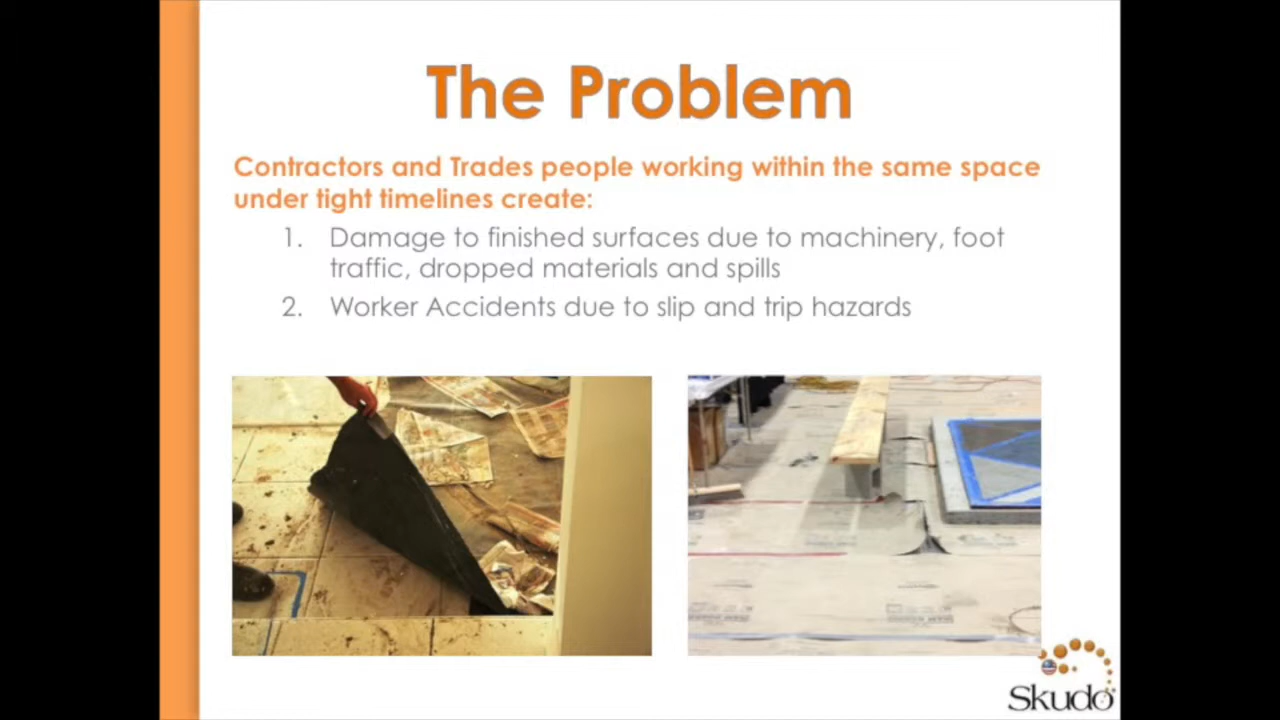 The Problem
Contractors and Trades people working within the same space
under tight timelines create:
1. Damage to finished surfaces due to machinery, foot
traffic, dropped materials and spills
2. Worker Accidents due to slip and trip hazards
Skudo